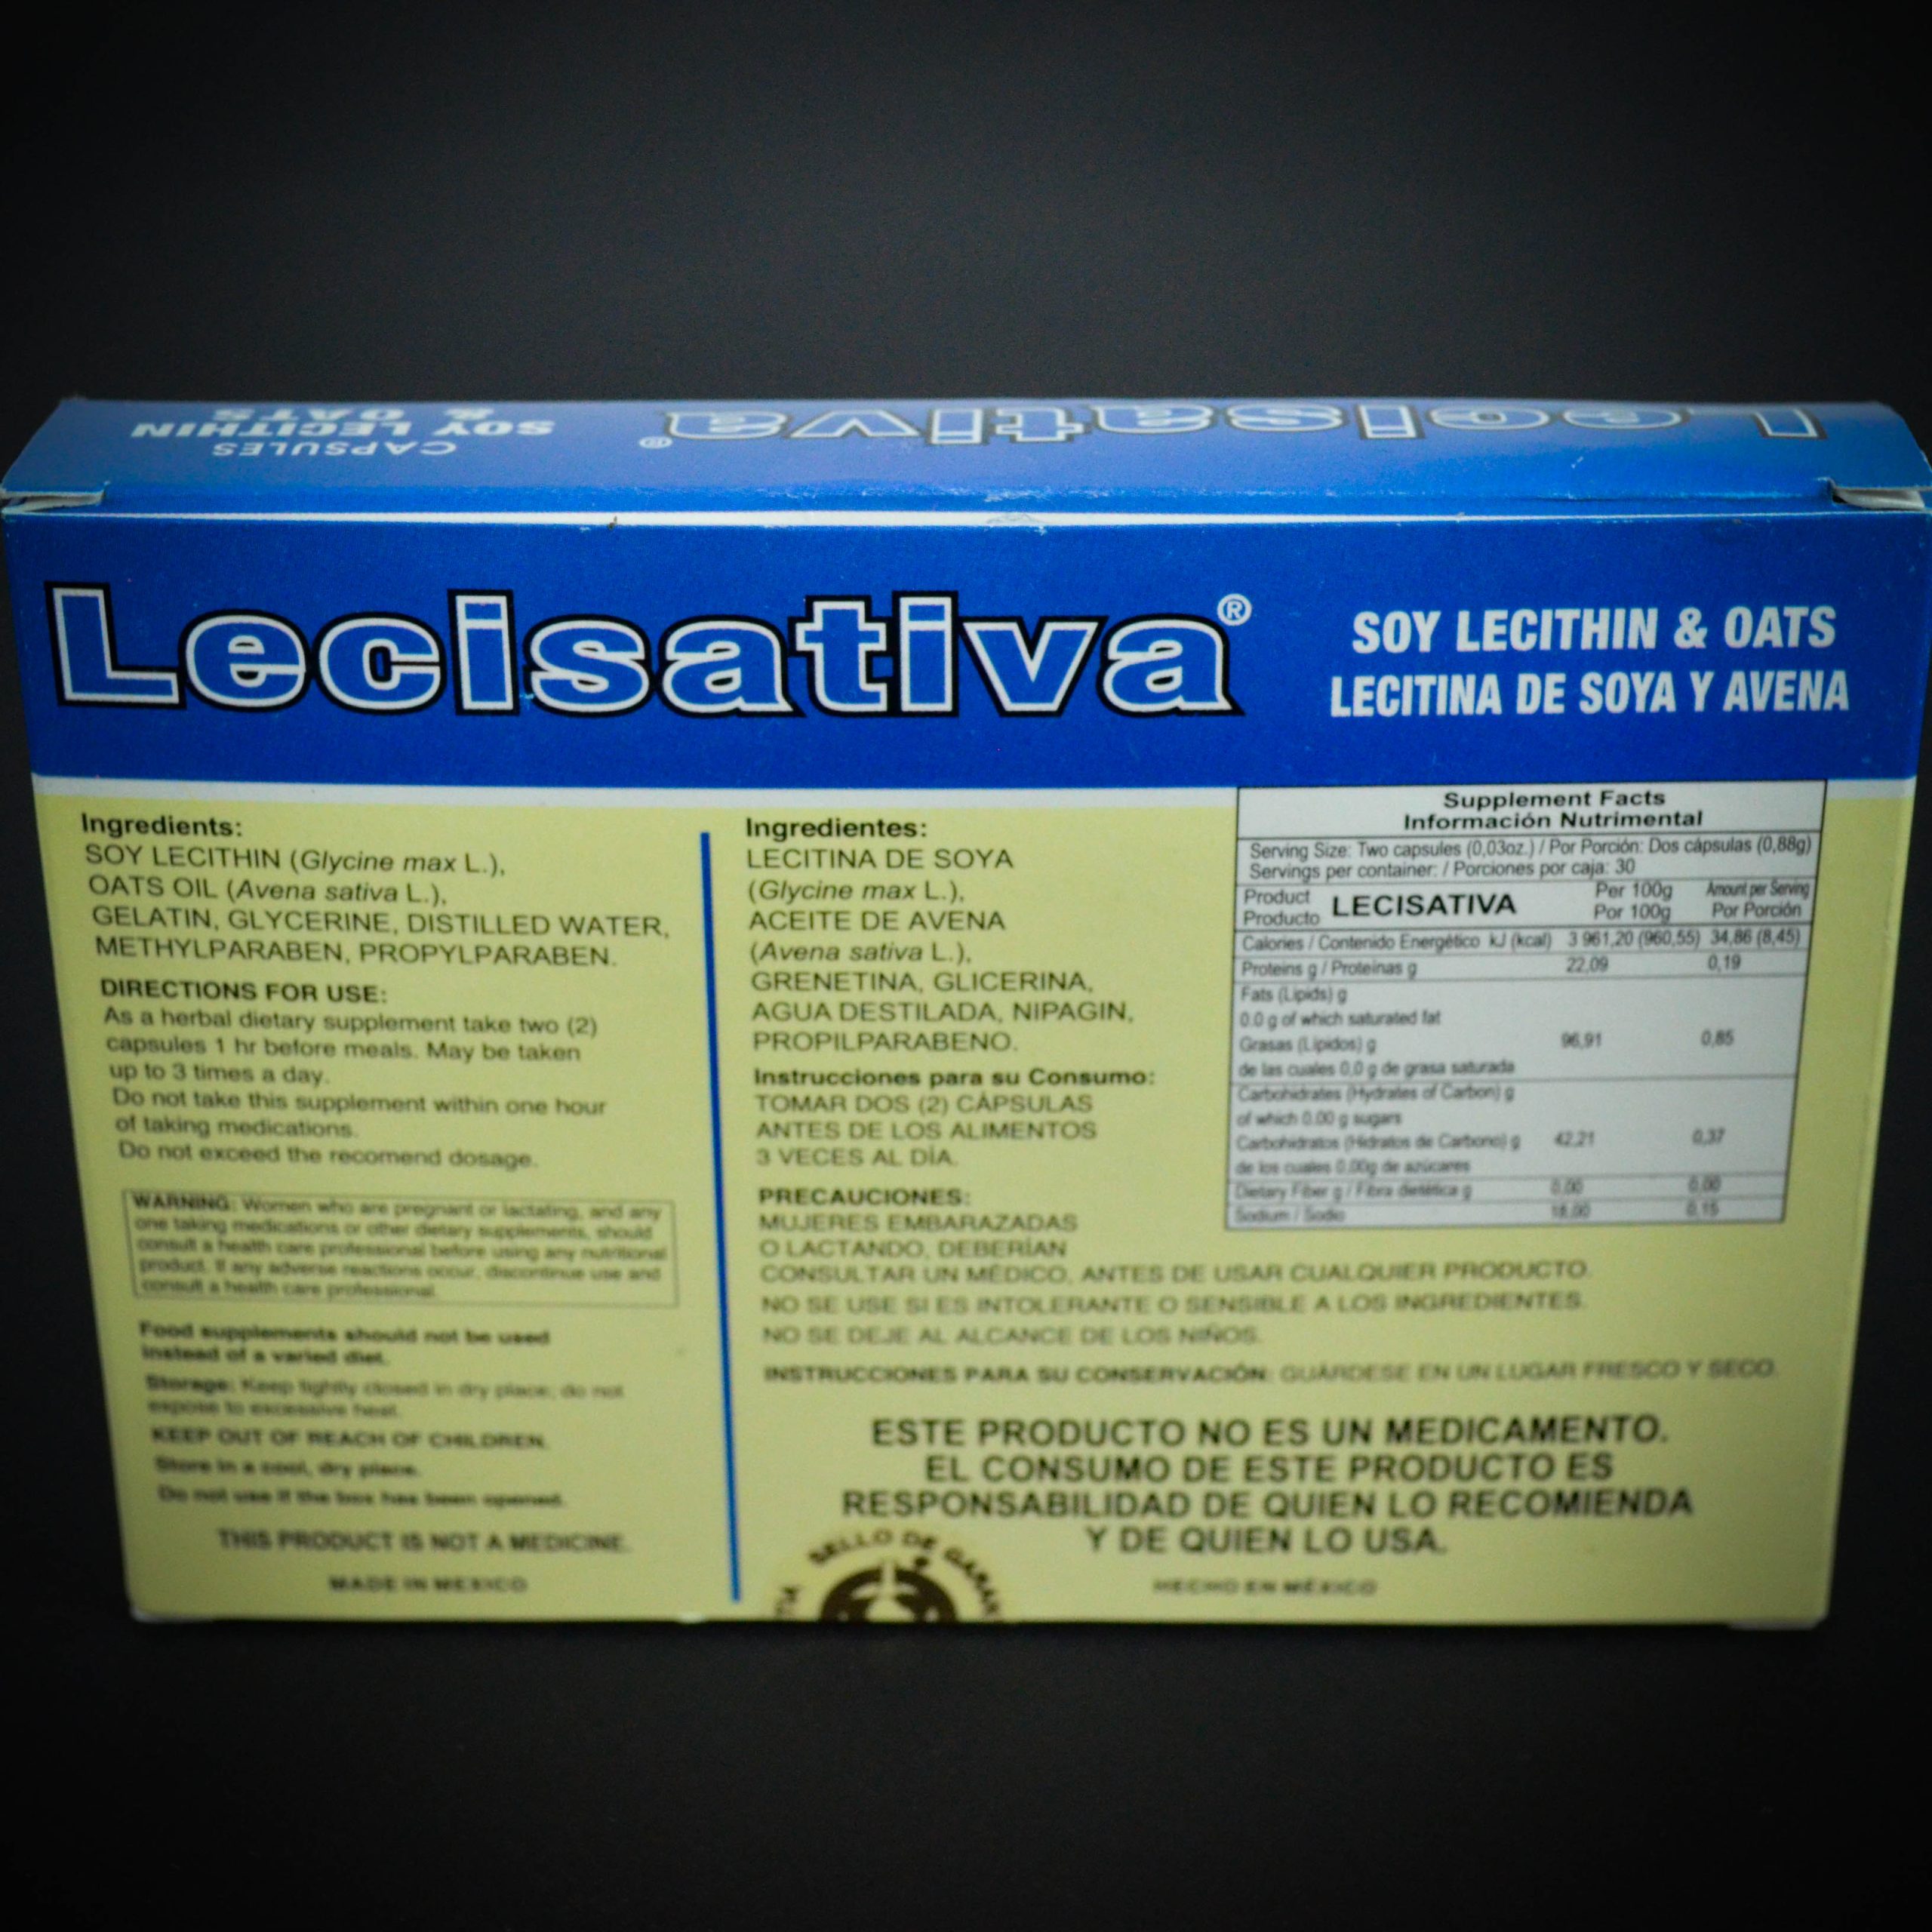 CAPSULES
SOY LECITHIN
& OATS
Lecisativa®
Lecisativa®
SOY LECITHIN & OATS
LECITINA DE SOYA Y AVENA
Ingredients:
SOY LECITHIN (Glycine max L.),
OATS OIL (Avena sativa L.),
GELATIN, GLYCERINE, DISTILLED WATER,
METHYLPARABEN, PROPYLPARABEN.
DIRECTIONS FOR USE:
As a herbal dietary supplement take two (2)
capsules 1 hr before meals. May be taken
up to 3 times a day.
Do not take this supplement within one hour
of taking medications.
Do not exceed the recomend dosage.
WARNING: Women who are pregnant or lactating, and any
one taking medications or other dietary supplements, should
consult a health care professional before using any nutritional
product. If any adverse reactions occur, discontinue use and
consult a health care professional.
Food supplements should not be used
instead of a varied diet.
Storage: Keep tightly closed in dry place; do not
expose to excessive heat.
KEEP OUT OF REACH OF CHILDREN.
Store in a cool, dry place.
Do not use if the box has been opened.
THIS PRODUCT IS NOT A MEDICINE.
MADE IN MEXICO
Ingredientes:
LECITINA DE SOYA
(Glycine max L.),
ACEITE DE AVENA
(Avena sativa L.),
GRENETINA, GLICERINA,
AGUA DESTILADA, NIPAGIN,
PROPILPARABENO.
Instrucciones para su Consumo:
TOMAR DOS (2) CÁPSULAS
ANTES DE LOS ALIMENTOS
3 VECES AL DÍA.
PRECAUCIONES:
MUJERES EMBARAZADAS
O LACTANDO, DEBERÍAN
CONSULTAR UN MÉDICO, ANTES DE USAR CUALQUIER PRODUCTO.
NO SE USE SI ES INTOLERANTE O SENSIBLE A LOS INGREDIENTES.
NO SE DEJE AL ALCANCE DE LOS NIÑOS.
INSTRUCCIONES PARA SU CONSERVACIÓN: GUÁRDESE EN UN LUGAR FRESCO Y SECO.
ESTE PRODUCTO NO ES UN MEDICAMENTO.
EL CONSUMO DE ESTE PRODUCTO ES
RESPONSABILIDAD DE QUIEN LO RECOMIENDA
Y DE QUIEN LO USA.
HECHO EN MÉXICO
SELLO DE GARANTIA
Supplement Facts
Información Nutrimental
Serving Size: Two capsules (0,03oz.) / Por Porción: Dos cápsulas (0,88g)
Servings per container: / Porciones por caja: 30
Product Producto LECISATIVA Per 100g Por 100g Amount per Serving Por Porción
Calories / Contenido Energético kJ (kcal) 3 961,20 (960,55) 34,86 (8,45)
Proteins g / Proteínas g 22,09 0,19
Fats (Lipids) g
0.0 g of which saturated fat
Grasas (Lípidos) g 96,91 0,85
de las cuales 0,0 g de grasa saturada
Carbohidrates (Hydrates of Carbon) g
of which 0.00 g sugars
Carbohidratos (Hidratos de Carbono) g 42,21 0,37
de los cuales 0,00g de azúcares
Dietary Fiber g / Fibra dietética g 0,00 0,00
Sodium / Sodio 18,00 0,15